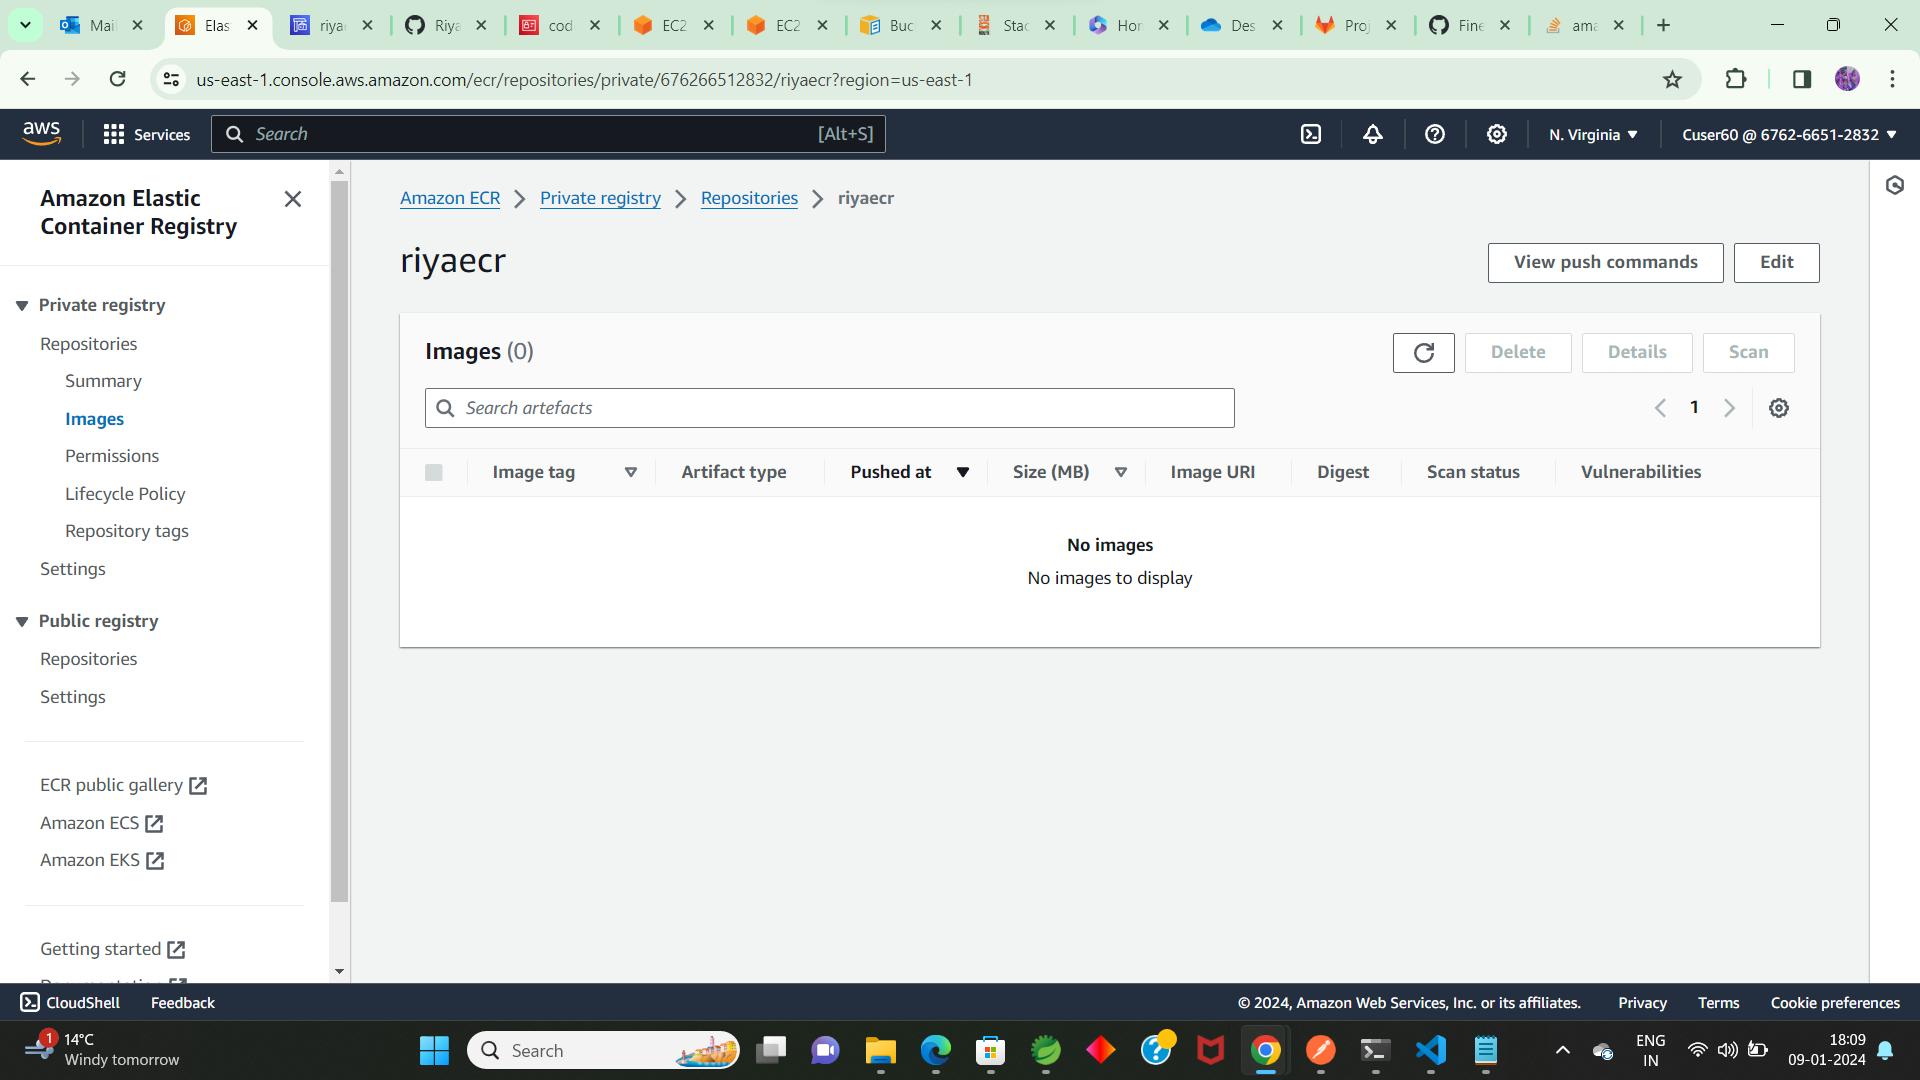 Mail
Elas
riyae
Riya
cod
EC2
EC2
Buc
Stac
Hor
Des
Proj
Fine
ama
us-east-1.console.aws.amazon.com/ecr/repositories/private/676266512832/riyaecr?region=us-east-1
aws
Services
Search
[Alt+S]
N. Virginia
Cuser60 @ 6762-6651-2832
Amazon Elastic
Container Registry
Private registry
Repositories
Summary
Images
Permissions
Lifecycle Policy
Repository tags
Settings
Public registry
Repositories
Settings
ECR public gallery
Amazon ECS
Amazon EKS
Getting started
Amazon ECR
Private registry
Repositories
riyaecr
riyaecr
View push commands
Edit
Images (0)
Delete
Details
Scan
Search artefacts
1
Image tag
Artifact type
Pushed at
Size (MB)
Image URI
Digest
Scan status
Vulnerabilities
No images
No images to display
CloudShell
Feedback
© 2024, Amazon Web Services, Inc. or its affiliates.
Privacy
Terms
Cookie preferences
1
14°C
Windy tomorrow
Search
ENG
IN
18:09
09-01-2024